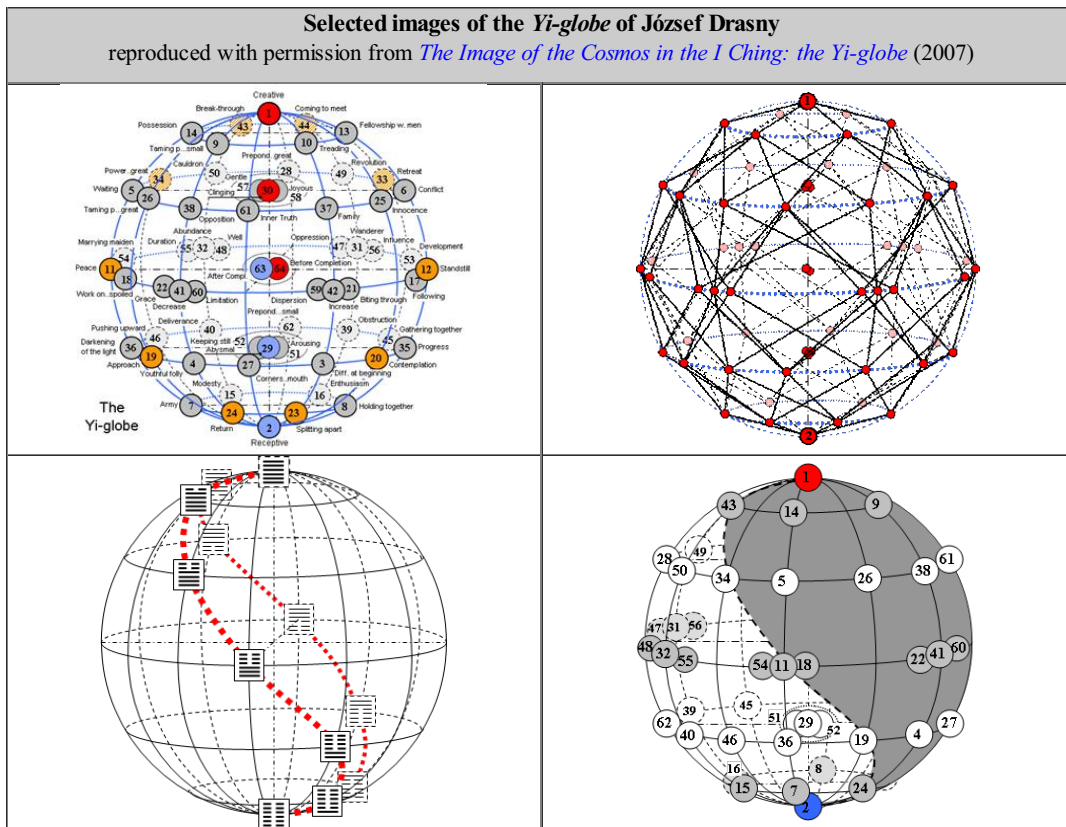 Selected images of the Yi-globe of József Drasny
reproduced with permission from The Image of the Cosmos in the I Ching: the Yi-globe (2007)
Creative
Break-through
Coming to meet
1
Possession
43
44
Fellowship w. men
14
13
Taming p...small
9
10
Treading
Cauldron
Prepond..great
Revolution
Power..great
50
Gentle
28
49
Retreat
34
57
Joyous
33
Waiting
5
Clinging
30
58
6
Conflict
26
25
Taming p...great
38
61
37
Innocence
Opposition
Inner Truth
Family
Abundance
Wanderer
Marrying maiden
Duration
Well
Oppression
Influence
Development
54
55
32
48
47
31
56
53
Before Completion
Peace
11
63
64
12
Standstill
After Compl.
18
17
Work on...spoiled
22
41
60
59
42
21
Following
Grace
Limitation
Dispersion
Biting through
Decrease
Increase
Deliverance
Prepond...small
Obstruction
Pushing upward
40
62
39
Gathering together
46
Keeping still
52
Arousing
45
Darkening
of the light
36
Abysmal
29
51
35
Progress
19
20
Approach
4
27
3
Contemplation
Youthful folly
Corners...mouth
Diff. at beginning
Modesty
Enthusiasm
15
16
Army
7
24
23
8
Holding together
The
Yi-globe
Return
2
Splitting apart
Receptive
1
2
1
43
14
9
49
28
50
34
5
26
38
61
47
31
56
48
32
55
54
11
18
22
41
60
39
45
51
29
52
62
40
46
36
19
4
27
16
8
15
7
24
2